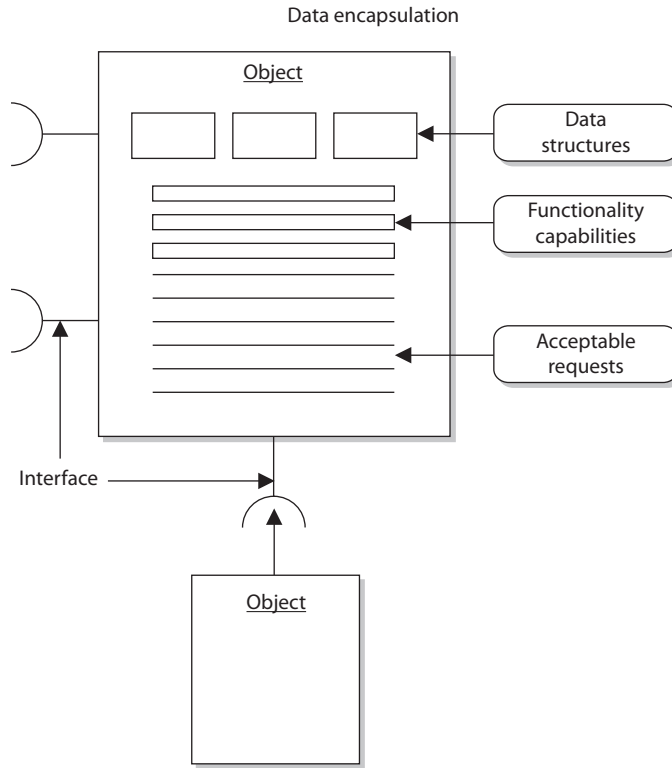 Data encapsulation
Object
Data
structures
Functionality
capabilities
Acceptable
requests
Interface
Object